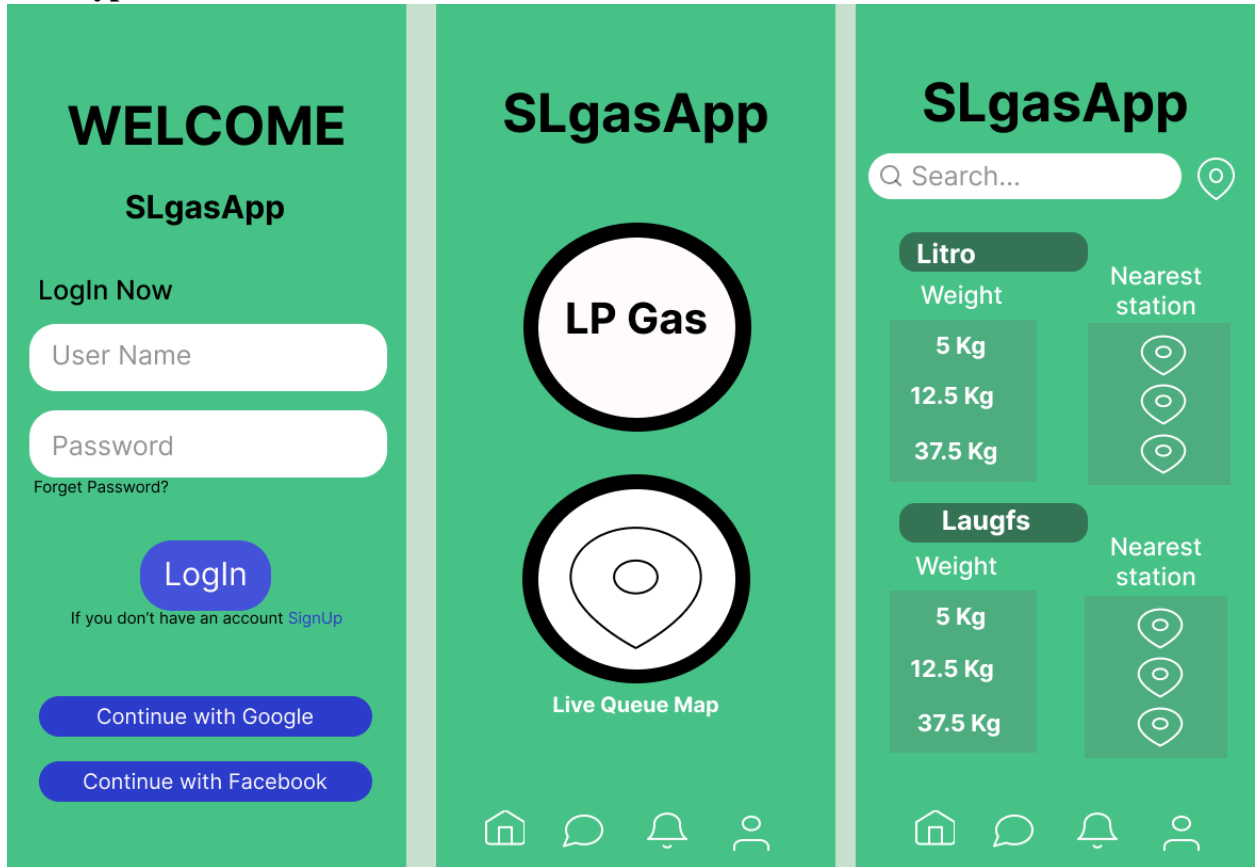 WELCOME
SLgasApp
LogIn Now
User Name
Password
Forget Password?
LogIn
If you don't have an account SignUp
Continue with Google
Continue with Facebook
SLgasApp
LP Gas
Live Queue Map
SLgasApp
Search...
Litro
Weight
Nearest
station
5 Kg
12.5 Kg
37.5 Kg
Laugfs
Weight
Nearest
station
5 Kg
12.5 Kg
37.5 Kg